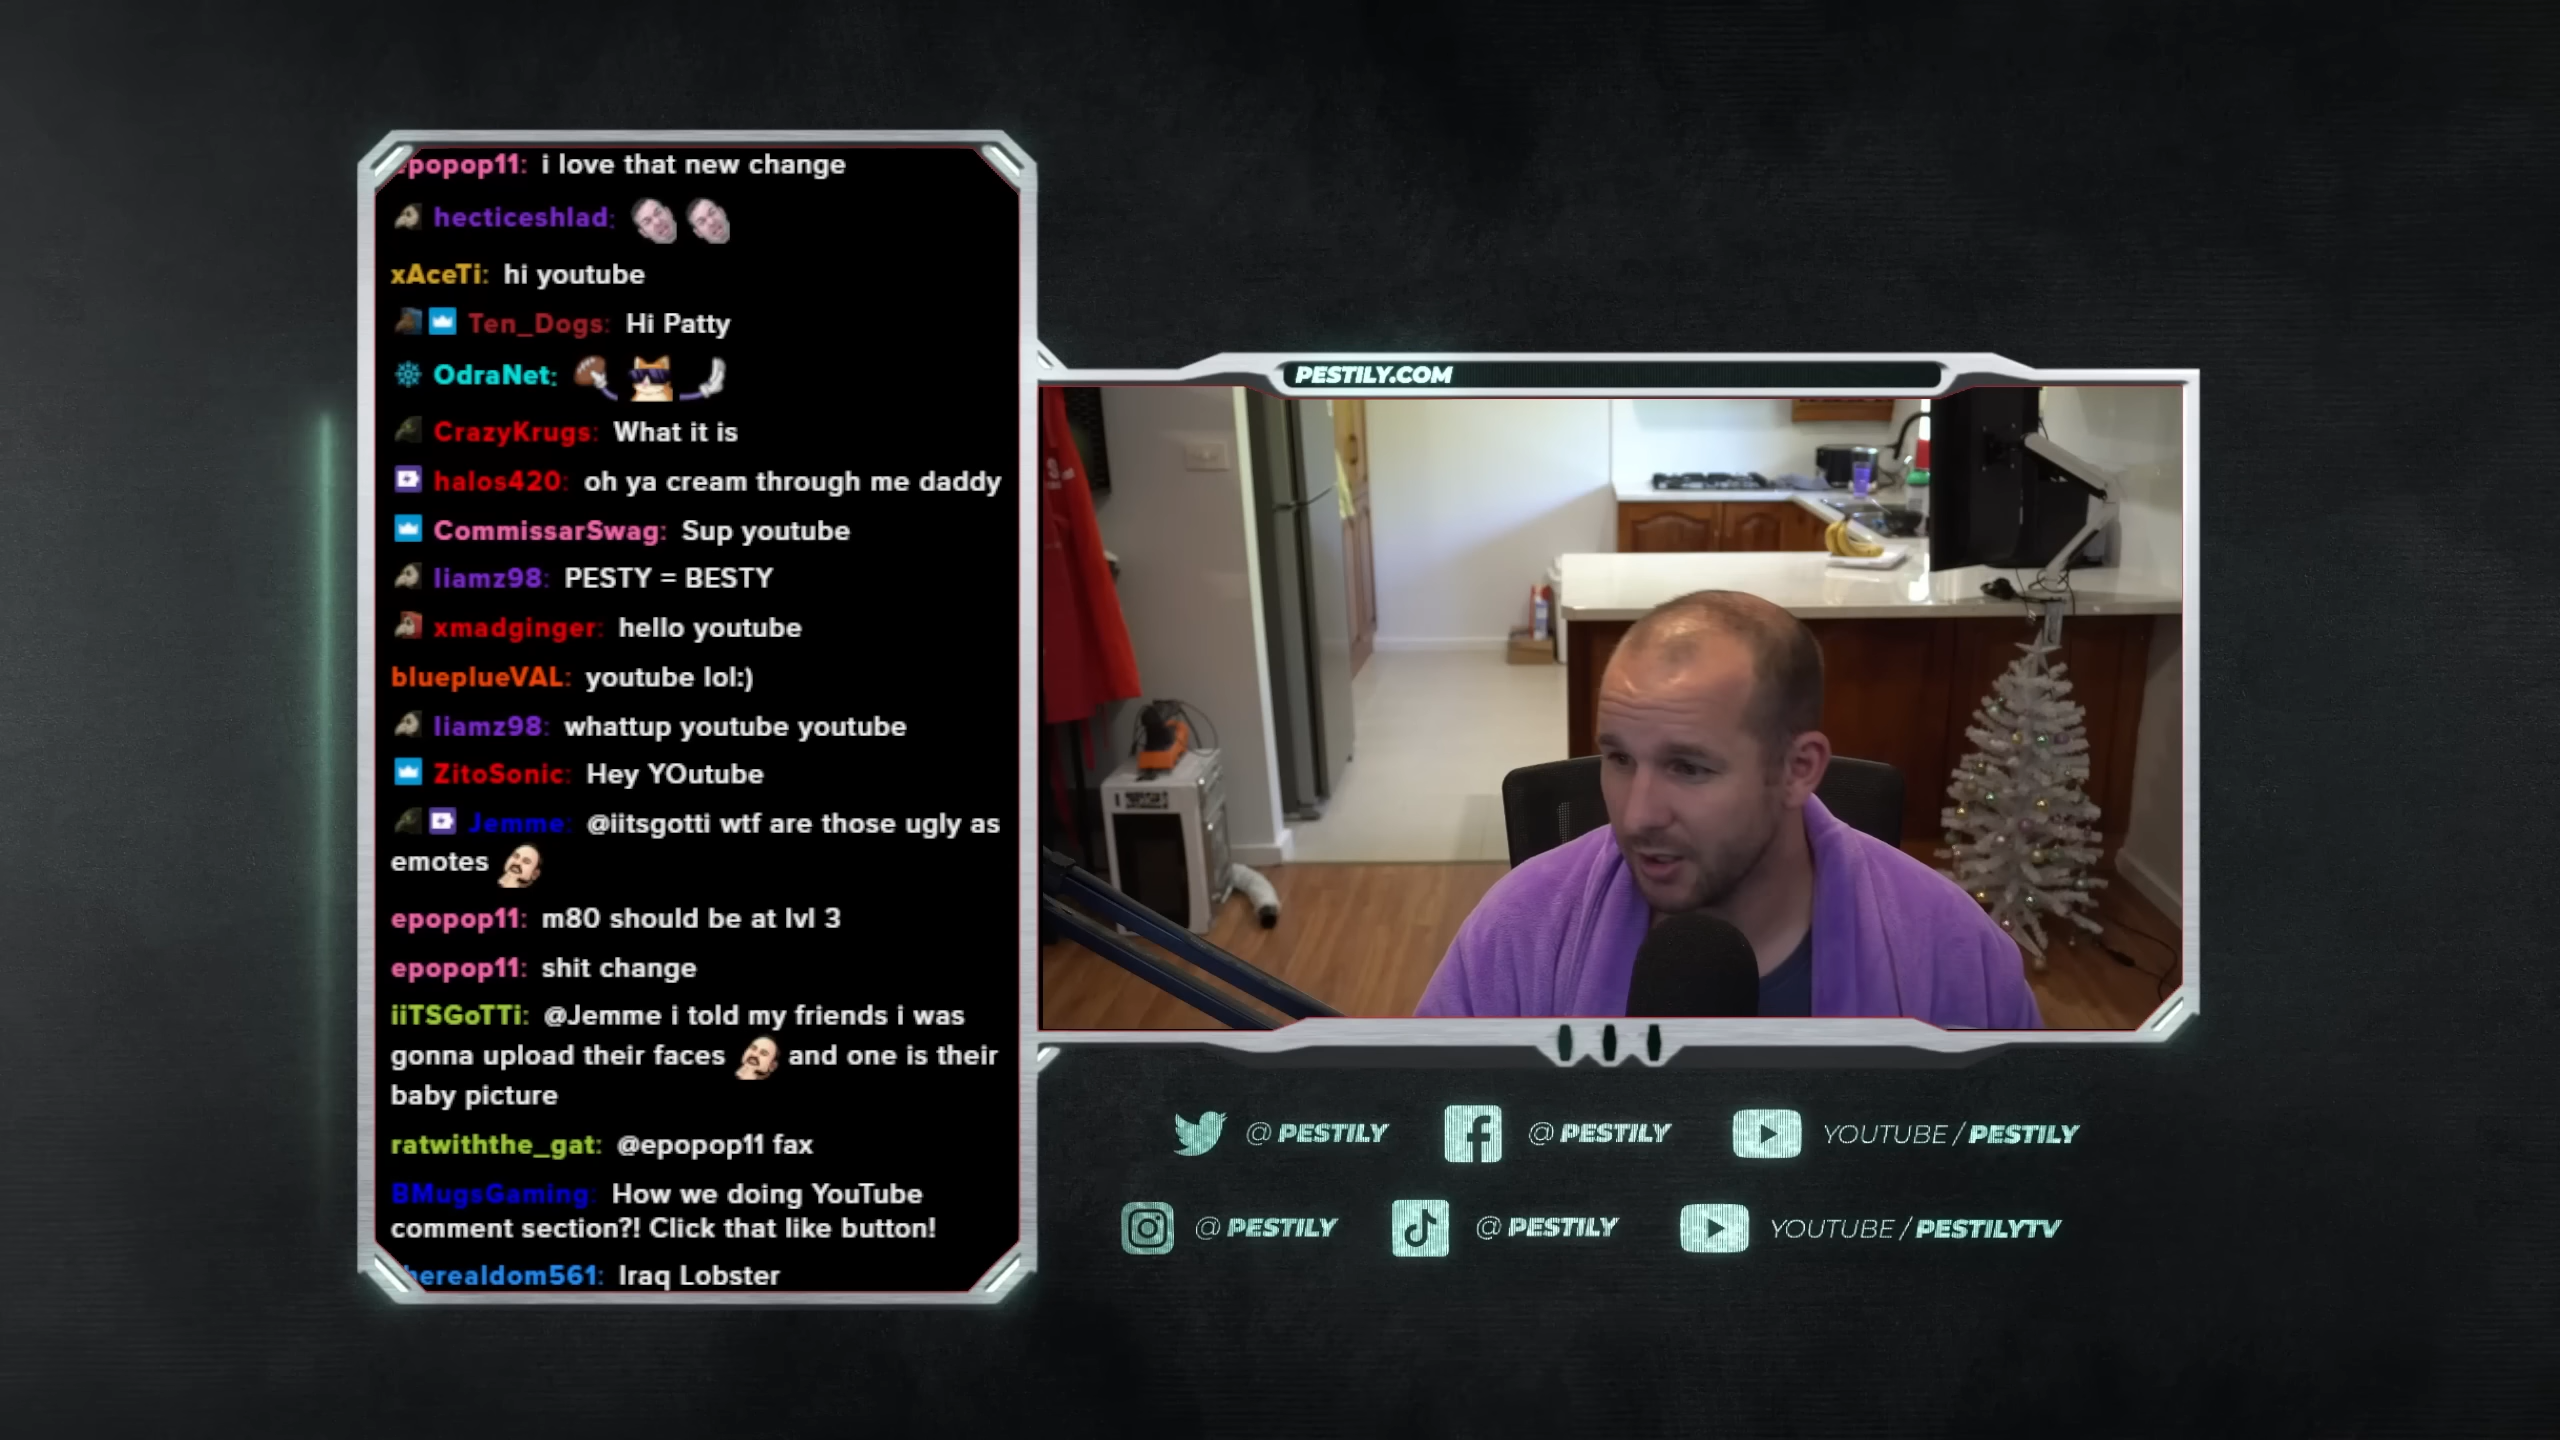 epopop11: i love that new change
hecticeshlad:
xAceTi: hi youtube
Ten_Dogs: Hi Patty
OdraNet:
CrazyKrugs: What it is
halos420: oh ya cream through me daddy
CommissarSwag: Sup youtube
liamz98: PESTY = BESTY
xmadginger: hello youtube
blueplueVAL: youtube lol:)
liamz98: whattup youtube youtube
ZitoSonic: Hey YOutube
Jemme: @iitsgotti wtf are those ugly as
emotes
epopop11: m80 should be at lvl 3
epopop11: shit change
iiTSGoTTi: @Jemme i told my friends i was
gonna upload their faces and one is their
baby picture
ratwiththe_gat: @epopop11 fax
BMugsGaming: How we doing YouTube
comment section?! Click that like button!
herealdom561: Iraq Lobster
PESTILY.COM
@PESTILY
@PESTILY
YOUTUBE/PESTILY
@PESTILY
@PESTILY
YOUTUBE/PESTILYTV